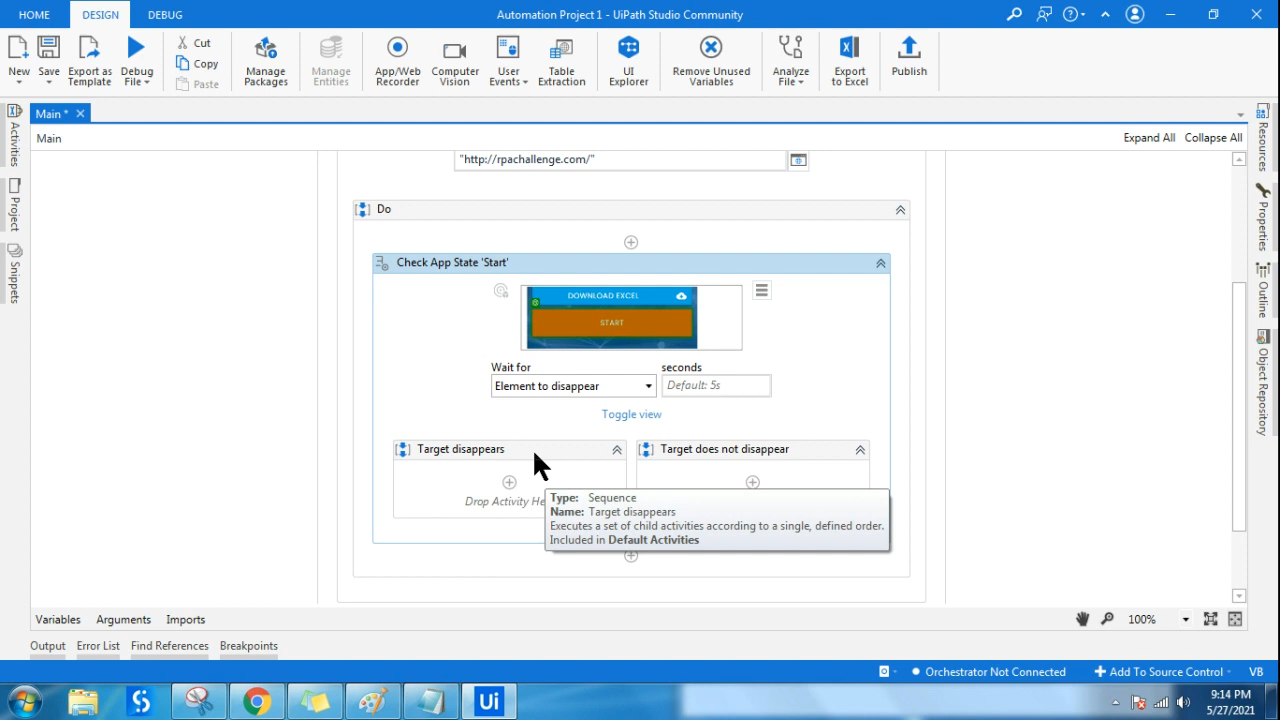 HOME DESIGN DEBUG
Automation Project 1 - UiPath Studio Community
New
Save
Export as Template
Debug File
Cut
Copy
Paste
Manage Packages
Manage Entities
App/Web Recorder
Computer Vision
User Events
Table Extraction
UI Explorer
Remove Unused Variables
Analyze File
Export to Excel
Publish
Main *
Main
Expand All Collapse All
Activities
Project
Snippets
Resources
Properties
Outline
Object Repository
"http://rpachallenge.com/"
Do
Check App State 'Start'
DOWNLOAD EXCEL
START
Wait for seconds
Element to disappear Default: 5s
Toggle view
Target disappears Target does not disappear
Drop Activity He
Type: Sequence
Name: Target disappears
Executes a set of child activities according to a single, defined order.
Included in Default Activities
Variables Arguments Imports
100%
Output Error List Find References Breakpoints
Orchestrator Not Connected Add To Source Control VB
Ui
9:14 PM
5/27/2021